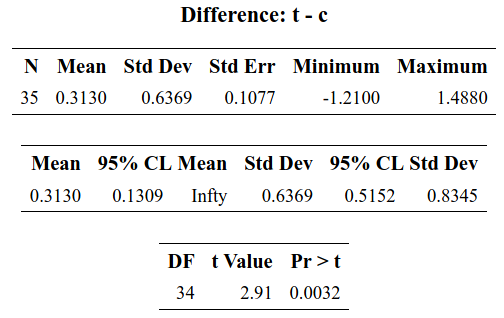 Difference: t - c
N Mean Std Dev Std Err Minimum Maximum
35 0.3130 0.6369 0.1077 -1.2100 1.4880
Mean 95% CL Mean Std Dev 95% CL Std Dev
0.3130 0.1309 Infty 0.6369 0.5152 0.8345
DF t Value Pr > t
34 2.91 0.0032